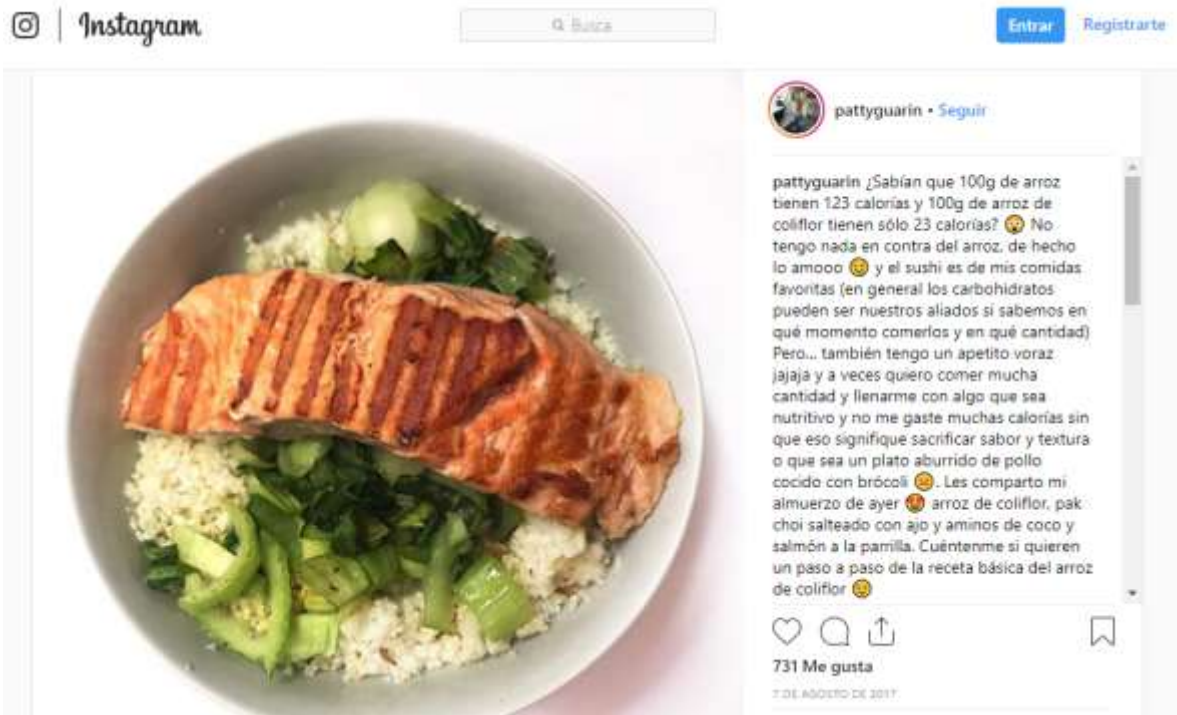 Instagram
Busca
Entrar
Registrarte
pattyguarin • Seguir
pattyguarin ¿Sabían que 100g de arroz
tienen 123 calorías y 100g de arroz de
coliflor tienen sólo 23 calorías? 😲 No
tengo nada en contra del arroz, de hecho
lo amooo 😊 y el sushi es de mis comidas
favoritas (en general los carbohidratos
pueden ser nuestros aliados si sabemos en
qué momento comerlos y en qué cantidad)
Pero... también tengo un apetito voraz
jajaja y a veces quiero comer mucha
cantidad y llenarme con algo que sea
nutritivo y no me gaste muchas calorías sin
que eso signifique sacrificar sabor y textura
o que sea un plato aburrido de pollo
cocido con brócoli 😣. Les comparto mi
almuerzo de ayer 😍 arroz de coliflor, pak
choi salteado con ajo y aminos de coco y
salmón a la parrilla. Cuéntenme si quieren
un paso a paso de la receta básica del arroz
de coliflor 😊
731 Me gusta
7 DE AGOSTO DE 2017